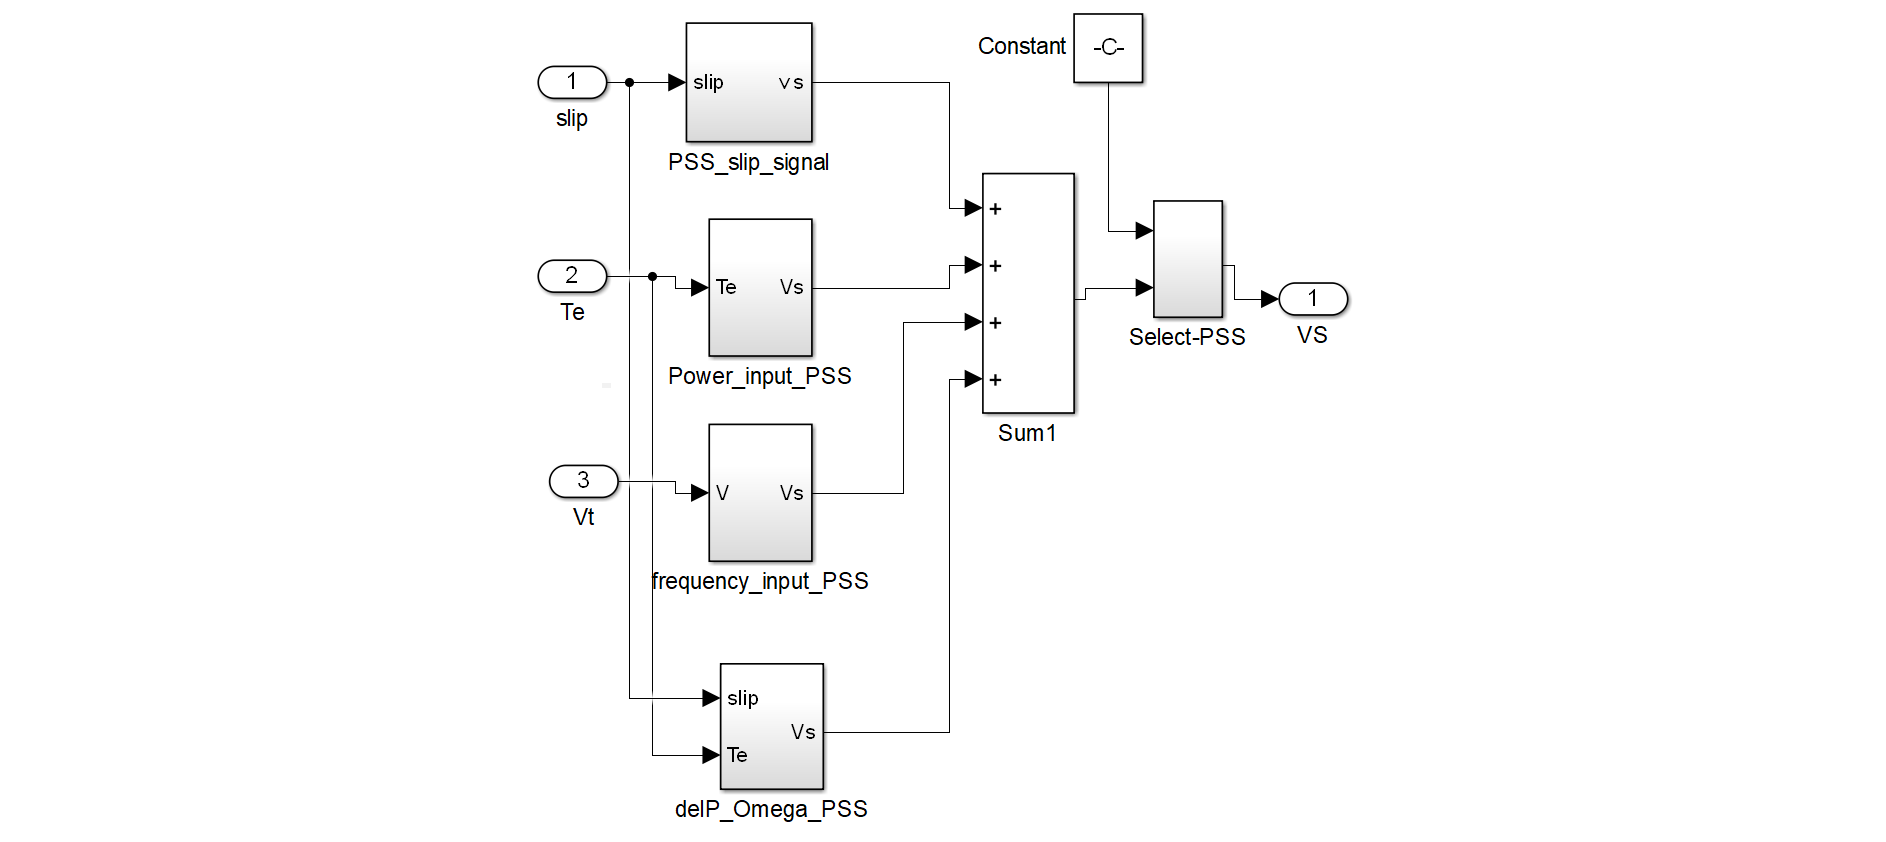 1
slip
slip
vs
PSS_slip_signal
Constant
-C-
2
Te
Te
Vs
Power_input_PSS
+
+
+
+
Sum1
Select-PSS
1
VS
3
Vt
V
Vs
frequency_input_PSS
slip
Te
Vs
delP_Omega_PSS